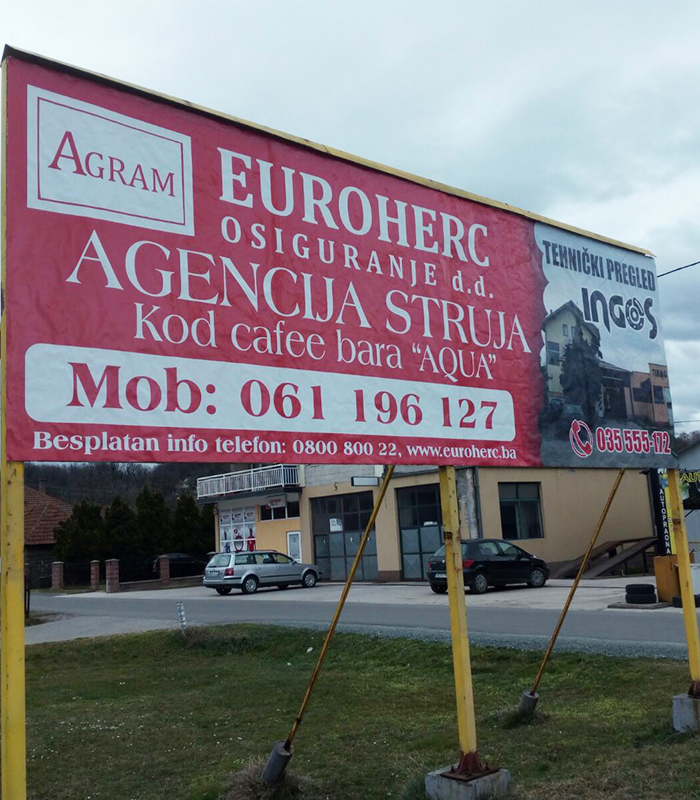 AGRAM
EUROHERC
OSIGURANJE d.d.
AGENCIJA STRUJA
Kod cafee bara "AQUA"
Mob: 061 196 127
Besplatan info telefon: 0800 800 22, www.euroherc.ba
TEHNIČKI PREGLED
INGOS
035 555-172
AUTOPRAONA